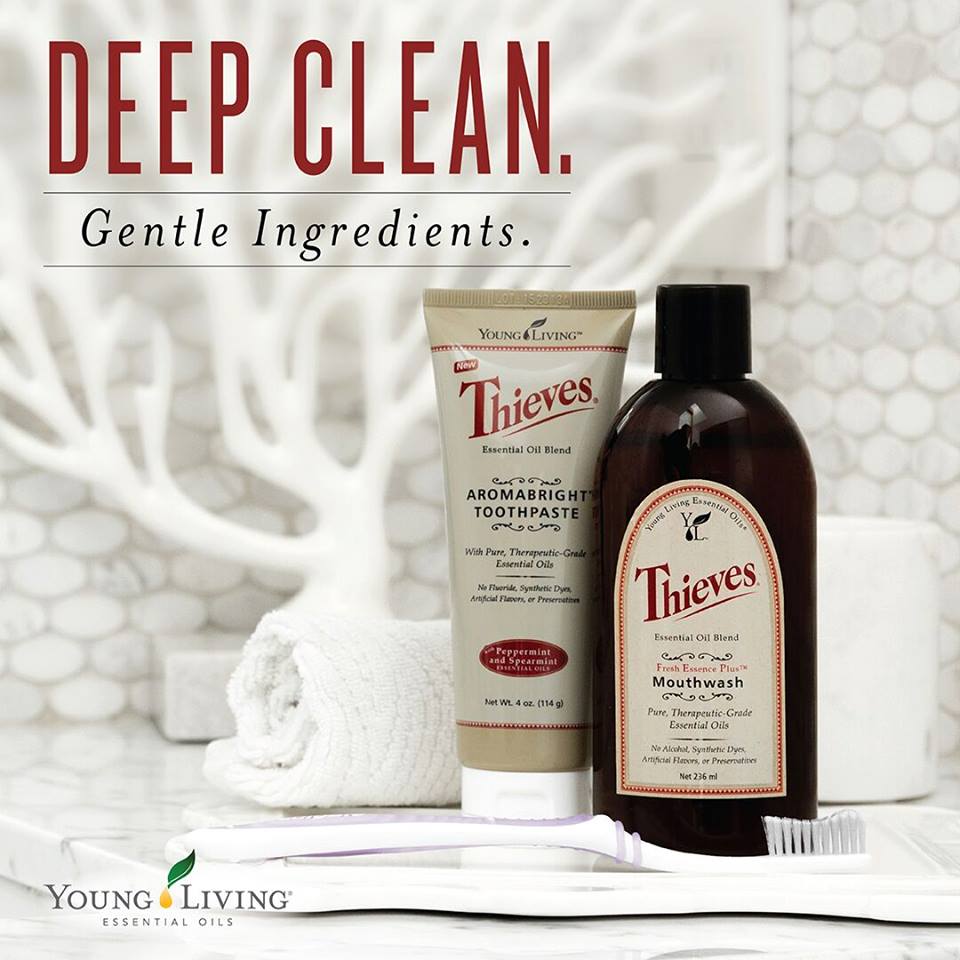 DEEP CLEAN.
Gentle Ingredients.
YOUNG LIVING™
New
Thieves®
Essential Oil Blend
AROMABRIGHT™
TOOTHPASTE
With Pure, Therapeutic-Grade
Essential Oils
No Fluoride, Synthetic Dyes,
Artificial Flavors, or Preservatives
Peppermint
and Spearmint
ESSENTIAL OILS
Net Wt. 4 oz. (114 g)
Young Living Essential Oils®
YL
Thieves®
Essential Oil Blend
Fresh Essence Plus™
Mouthwash
Pure, Therapeutic-Grade
Essential Oils
No Alcohol, Synthetic Dyes,
Artificial Flavors, or Preservatives
Net 236 ml
YOUNG LIVING®
ESSENTIAL OILS